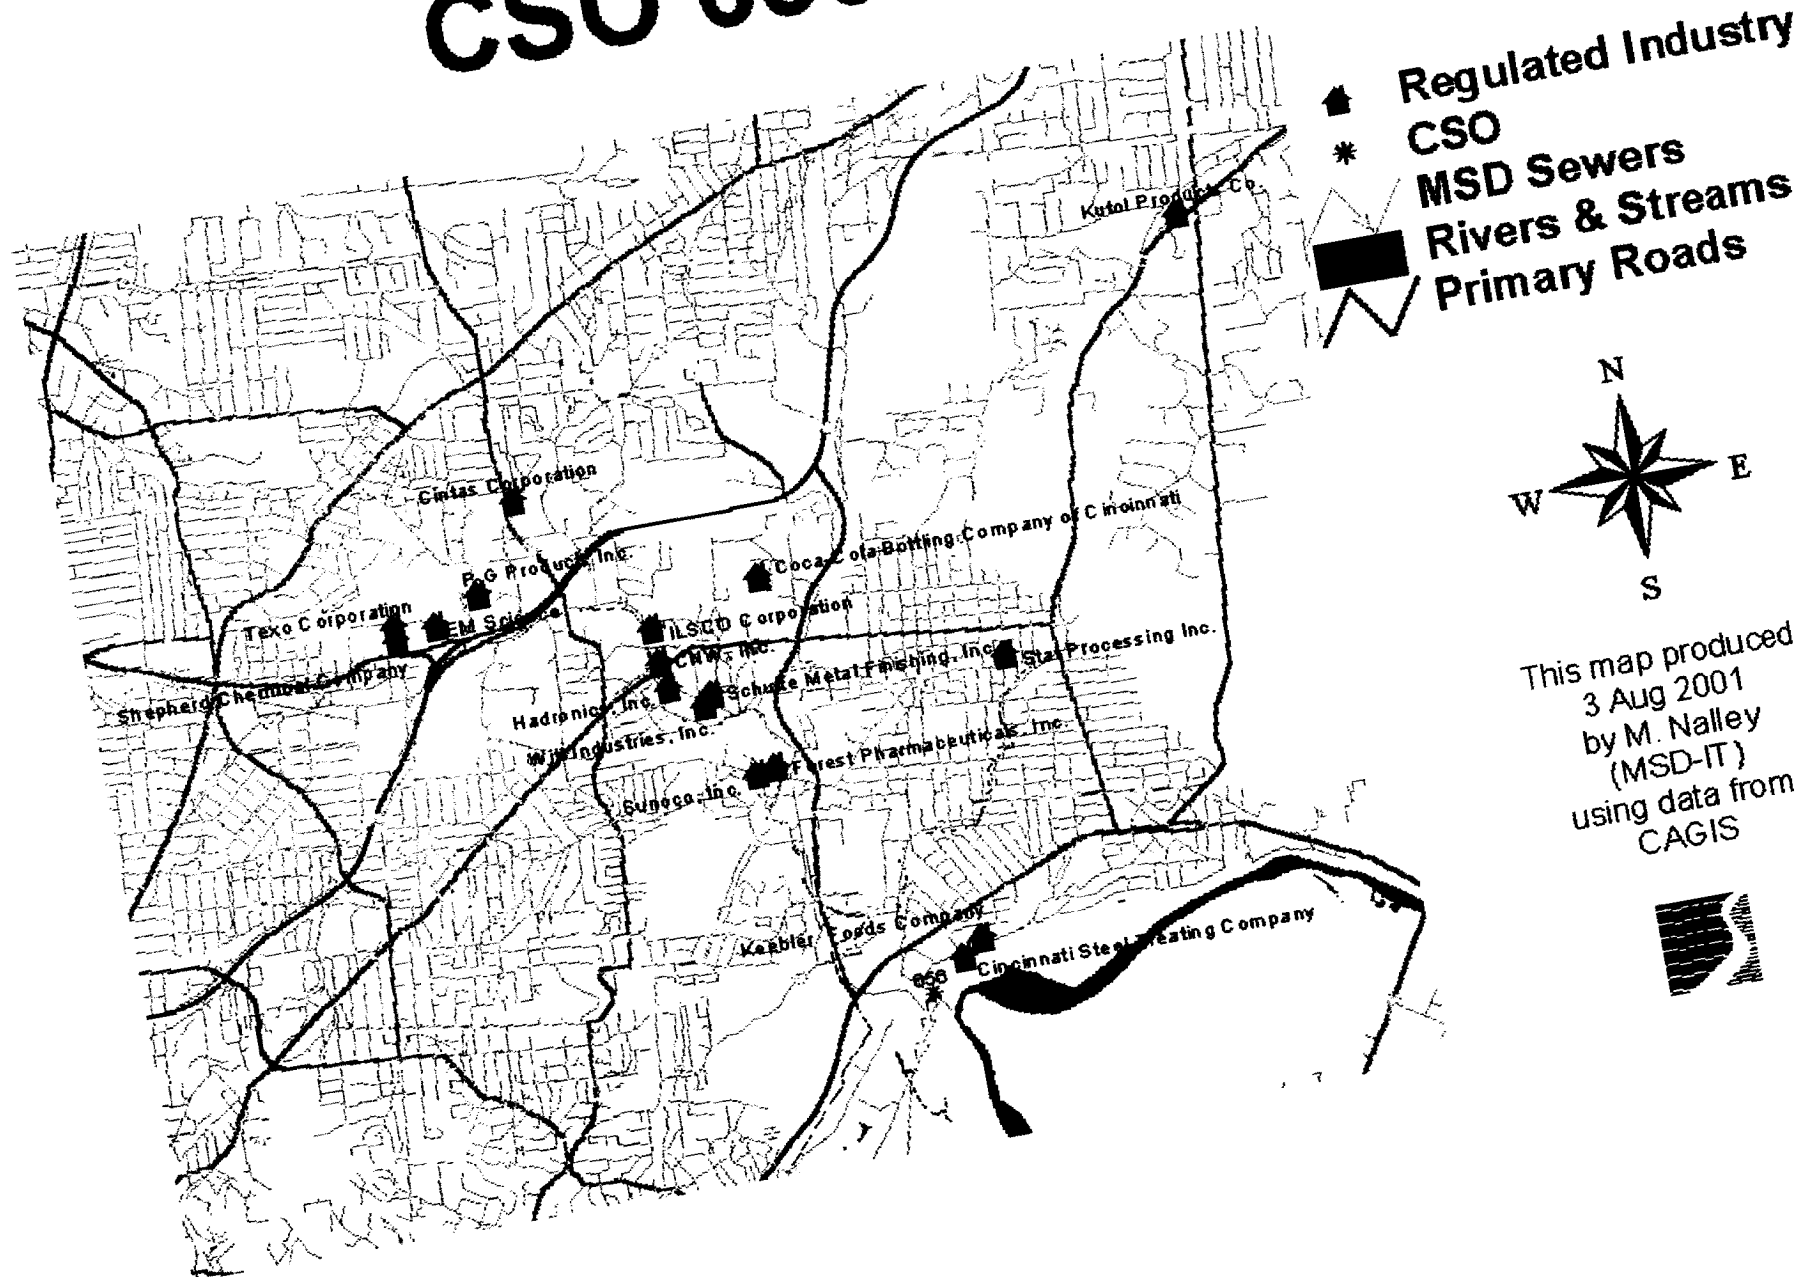 CSO
Regulated Industry
CSO
MSD Sewers
Rivers & Streams
Primary Roads
N
W
E
S
This map produced
3 Aug 2001
by M. Nalley
(MSD-IT)
using data from
CAGIS
Kutol Products Co.
Cintas Corporation
Coca-Cola Bottling Company of Cincinnati
P&G Products, Inc.
Texo Corporation
EM Science
ILSCO Corporation
CNW, Inc.
Star Processing Inc.
Shepherd Chemical Company
Schulte Metal Finishing, Inc.
Hadronics, Inc.
Industries, Inc.
Forest Pharmaceuticals, Inc.
Sunoco, Inc.
Keebler Foods Company
Cincinnati Steel Treating Company